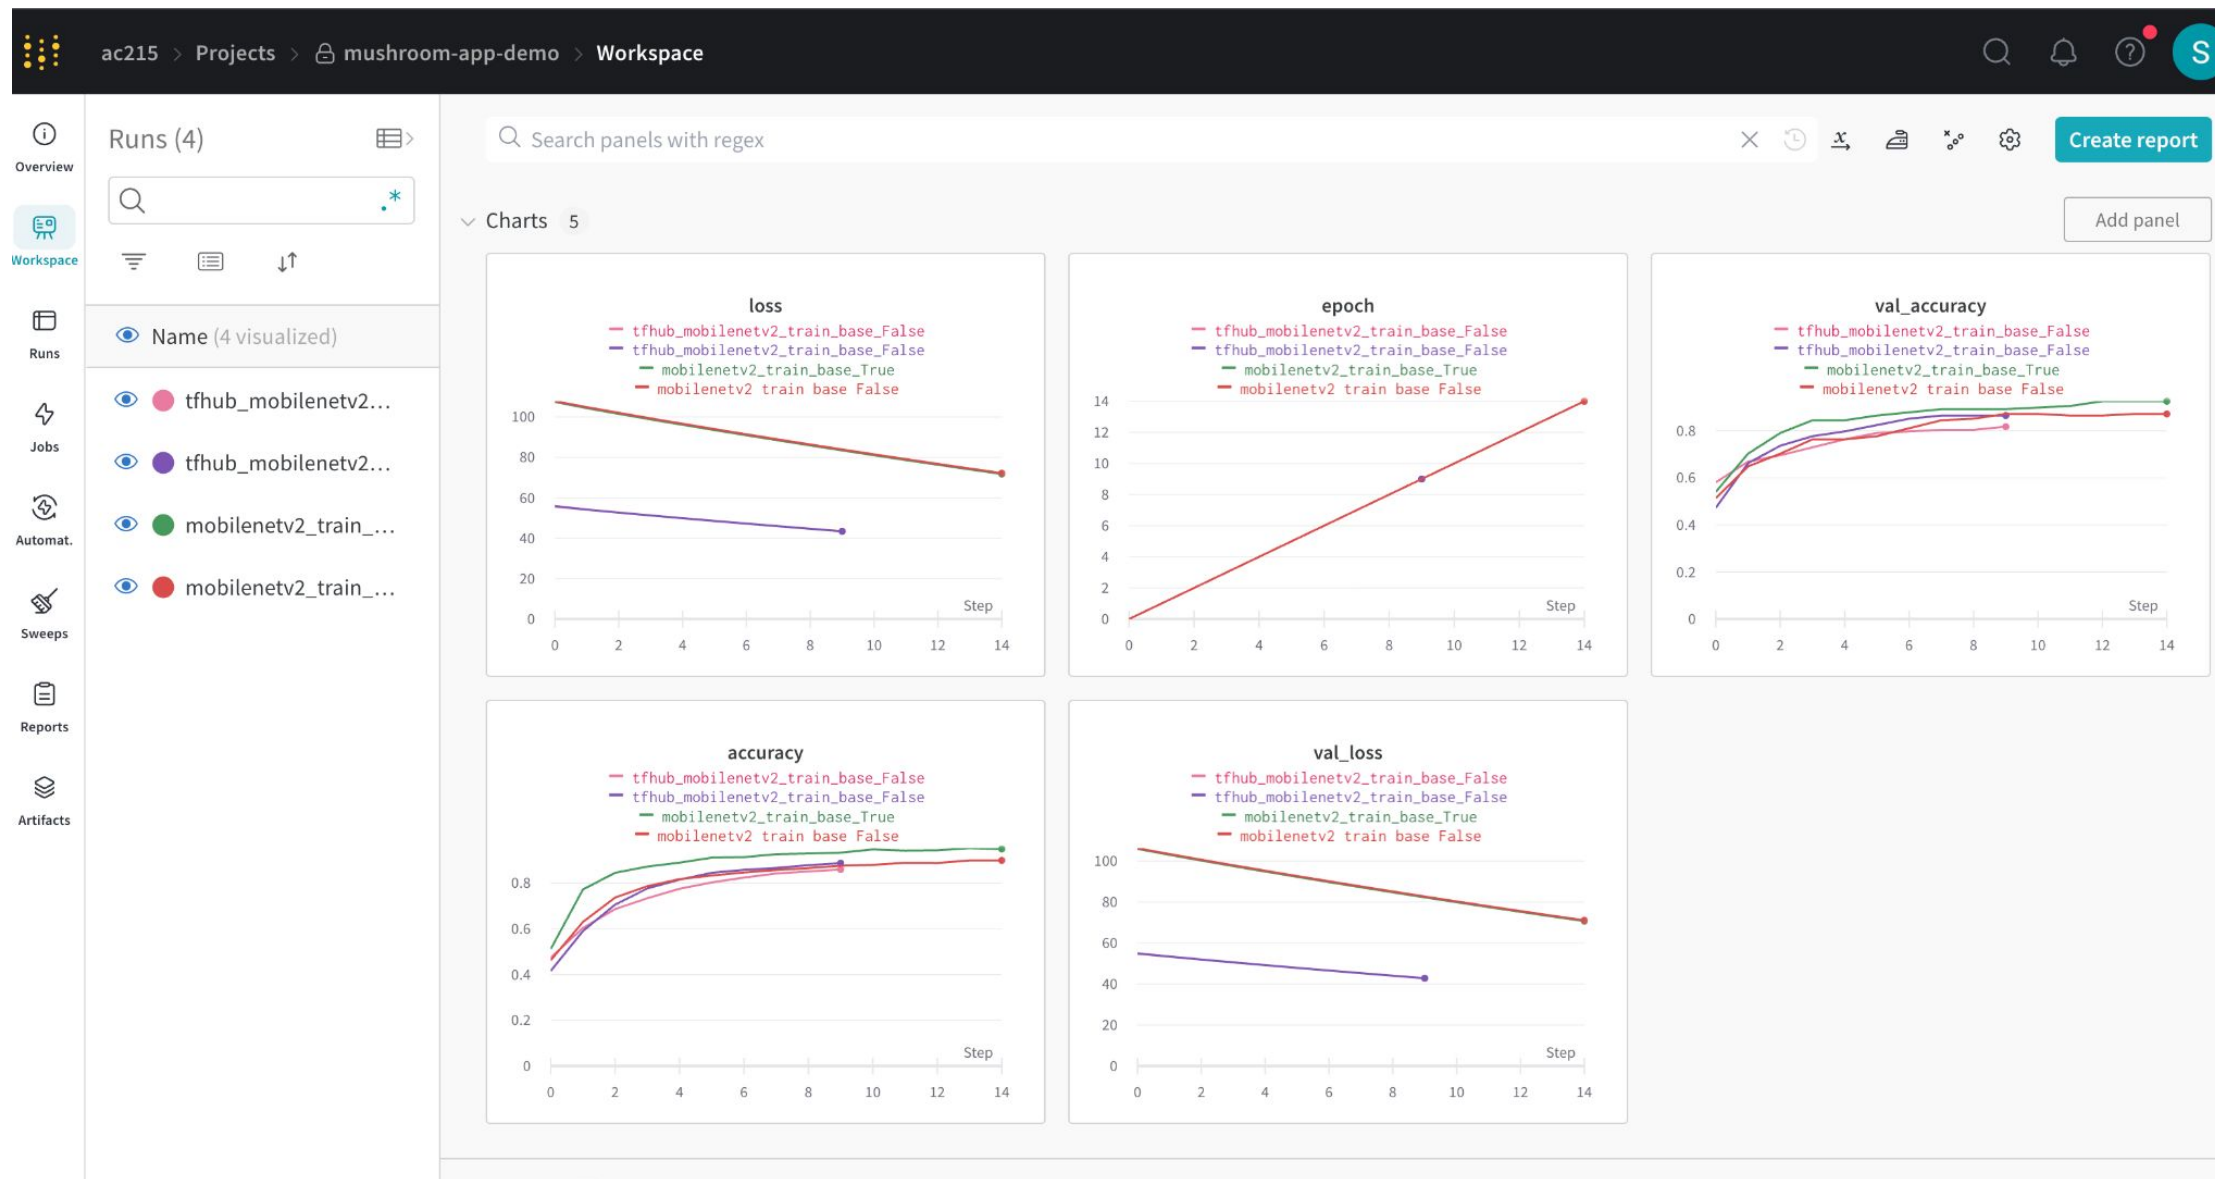 ac215 > Projects > mushroom-app-demo > Workspace
S
Overview
Workspace
Runs
Jobs
Automat.
Sweeps
Reports
Artifacts
Runs (4)
.*
Name (4 visualized)
tfhub_mobilenetv2...
tfhub_mobilenetv2...
mobilenetv2_train_...
mobilenetv2_train_...
Search panels with regex
Create report
Charts 5
Add panel
loss
tfhub_mobilenetv2_train_base_False
tfhub_mobilenetv2_train_base_False
mobilenetv2_train_base_True
mobilenetv2 train base False
100
80
60
40
20
0
Step
0 2 4 6 8 10 12 14
epoch
tfhub_mobilenetv2_train_base_False
tfhub_mobilenetv2_train_base_False
mobilenetv2_train_base_True
mobilenetv2 train base False
14
12
10
8
6
4
2
0
Step
0 2 4 6 8 10 12 14
val_accuracy
tfhub_mobilenetv2_train_base_False
tfhub_mobilenetv2_train_base_False
mobilenetv2_train_base_True
mobilenetv2 train base False
0.8
0.6
0.4
0.2
0
Step
0 2 4 6 8 10 12 14
accuracy
tfhub_mobilenetv2_train_base_False
tfhub_mobilenetv2_train_base_False
mobilenetv2_train_base_True
mobilenetv2 train base False
0.8
0.6
0.4
0.2
0
Step
0 2 4 6 8 10 12 14
val_loss
tfhub_mobilenetv2_train_base_False
tfhub_mobilenetv2_train_base_False
mobilenetv2_train_base_True
mobilenetv2 train base False
100
80
60
40
20
0
Step
0 2 4 6 8 10 12 14